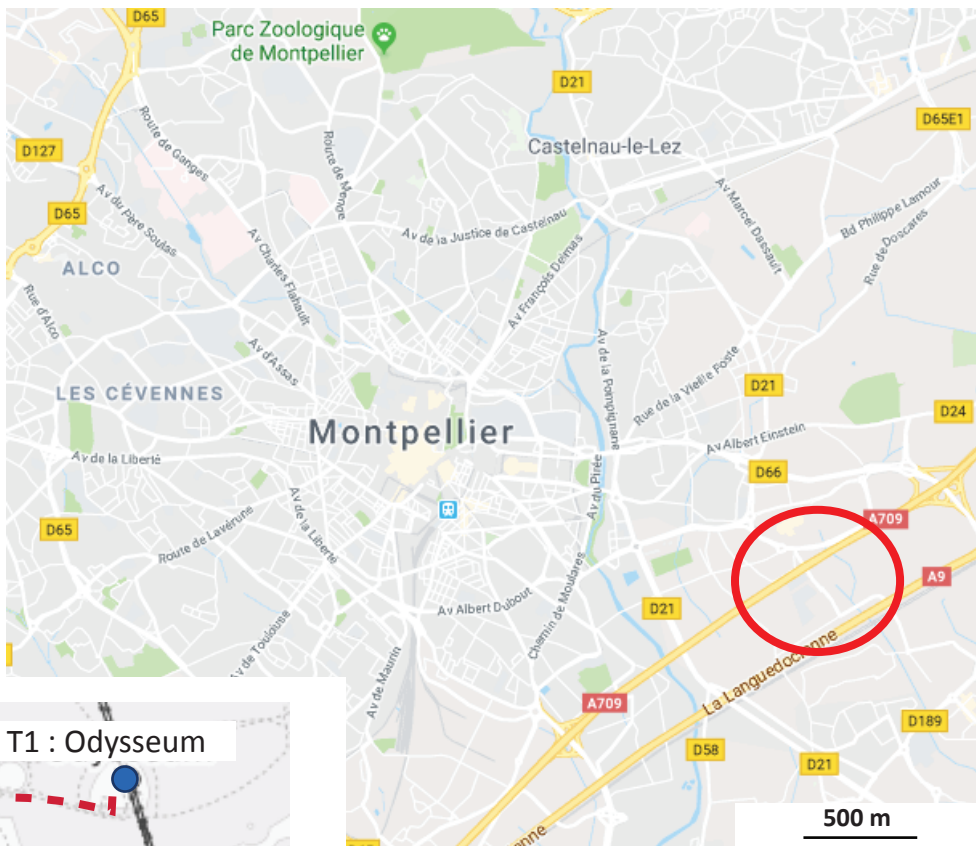 D65
Parc Zoologique
de Montpellier
D21
D65E1
Route de Ganges
Route de Mende
Castelnau-le-Lez
D127
Av Marcel Dassault
Bd Philippe Lamour
D65
Av du Père Soulas
Av de la Justice de Castelnau
Rue de Doscares
ALCO
Av Charles Flahault
Av François Delmas
Rue d'Alco
Av d'Assas
Av de la Pompignane
LES CÉVENNES
Rue de la Vieille Poste
D21
Montpellier
D24
Av Albert Einstein
Av de la Liberté
D66
Av du Pirée
D65
Route de Lavérune
Av de la Liberté
A709
A9
Av Albert Dubout
Chemin de Moulares
D21
Av de Toulouse
La Languedocienne
Av de Maurin
A709
D189
T1 : Odysseum
D58
D21
500 m